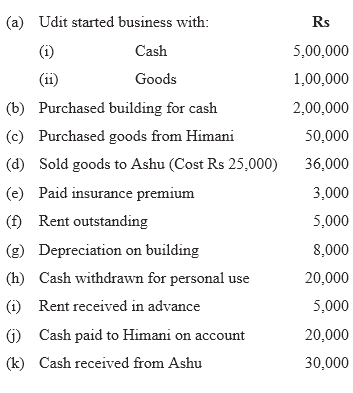 (a) Udit started business with: Rs
(i) Cash 5,00,000
(ii) Goods 1,00,000
(b) Purchased building for cash 2,00,000
(c) Purchased goods from Himani 50,000
(d) Sold goods to Ashu (Cost Rs 25,000) 36,000
(e) Paid insurance premium 3,000
(f) Rent outstanding 5,000
(g) Depreciation on building 8,000
(h) Cash withdrawn for personal use 20,000
(i) Rent received in advance 5,000
(j) Cash paid to Himani on account 20,000
(k) Cash received from Ashu 30,000